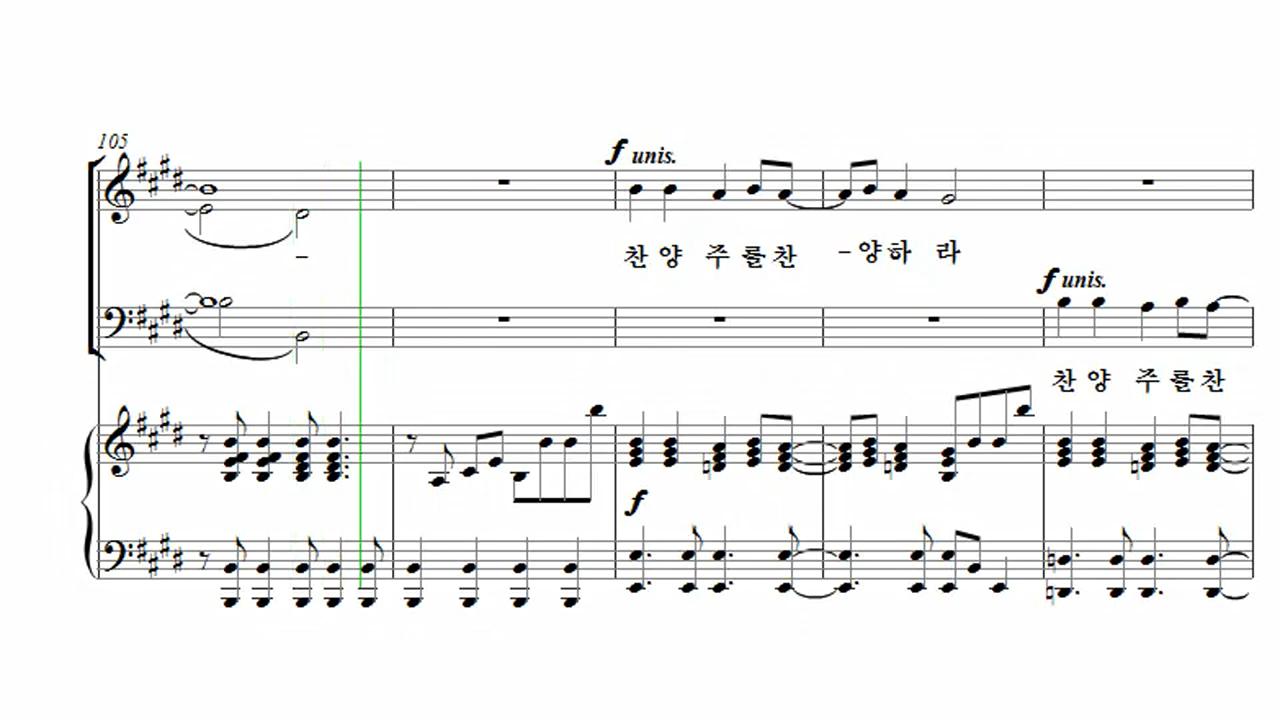 105
f unis.
찬 양 주 를 찬 - 양 하 라
-
f unis.
찬 양 주 를 찬
f